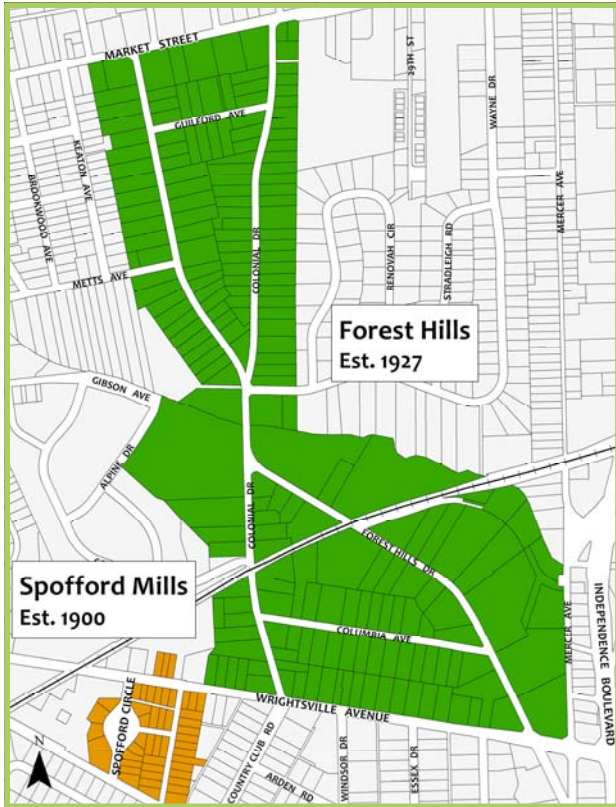 MARKET STREET
29TH ST
WAYNE DR
GUILFORD AVE
KEATON AVE
BROOKWOOD AVE
MERCER AVE
COLONIAL DR
RENOVAH CIR
STRADLEIGH RD
METTS AVE
Forest Hills
Est. 1927
GIBSON AVE
ALPINE DR
COLONIAL DR
FOREST HILLS DR
Spofford Mills
Est. 1900
COLUMBIA AVE
MERCER AVE
INDEPENDENCE BOULEVARD
WRIGHTSVILLE AVENUE
SPOFFORD CIRCLE
COUNTRY CLUB RD
WINDSOR DR
ESSEX DR
ARDEN RD
N